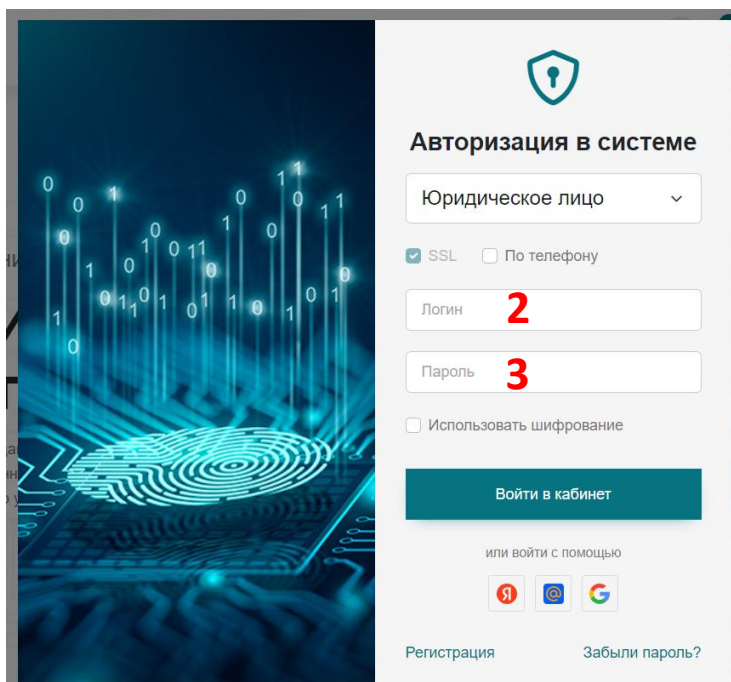 Авторизация в системе
Юридическое лицо
SSL По телефону
Логин 2
Пароль 3
Использовать шифрование
Войти в кабинет
или войти с помощью
Я @ G
Регистрация Забыли пароль?